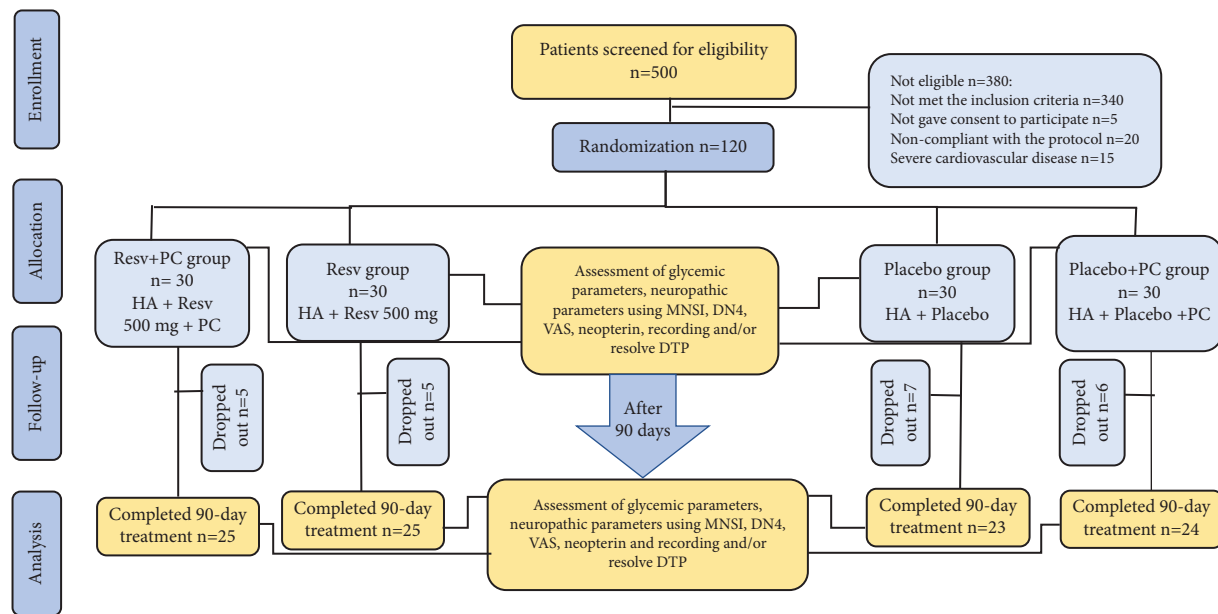 Enrollment
Patients screened for eligibility
n=500
Not eligible n=380:
Not met the inclusion criteria n=340
Not gave consent to participate n=5
Non-compliant with the protocol n=20
Severe cardiovascular disease n=15
Randomization n=120
Allocation
Resv+PC group
n= 30
HA + Resv
500 mg + PC
Resv group
n=30
HA + Resv 500 mg
Assessment of glycemic
parameters, neuropathic
parameters using MNSI, DN4,
VAS, neopterin, recording and/or
resolve DTP
Placebo group
n=30
HA + Placebo
Placebo+PC group
n= 30
HA + Placebo +PC
Follow-up
Dropped
out n=5
Dropped
out n=5
After
90 days
Dropped
out n=7
Dropped
out n=6
Analysis
Completed 90-day
treatment n=25
Completed 90-day
treatment n=25
Assessment of glycemic parameters,
neuropathic parameters using MNSI, DN4,
VAS, neopterin and recording and/or
resolve DTP
Completed 90-day
treatment n=23
Completed 90-day
treatment n=24